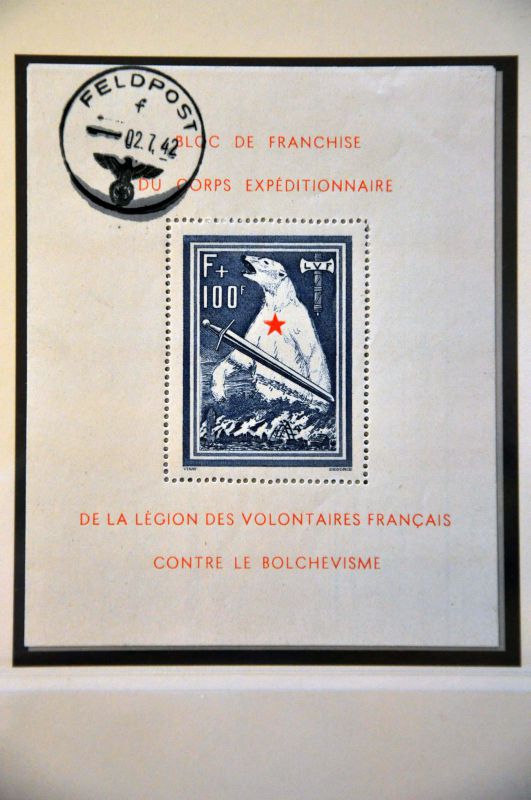 FELDPOST
f
02.7.42
BLOC DE FRANCHISE
DU CORPS EXPÉDITIONNAIRE
F+
100F
LVF
DE LA LÉGION DES VOLONTAIRES FRANÇAIS
CONTRE LE BOLCHEVISME